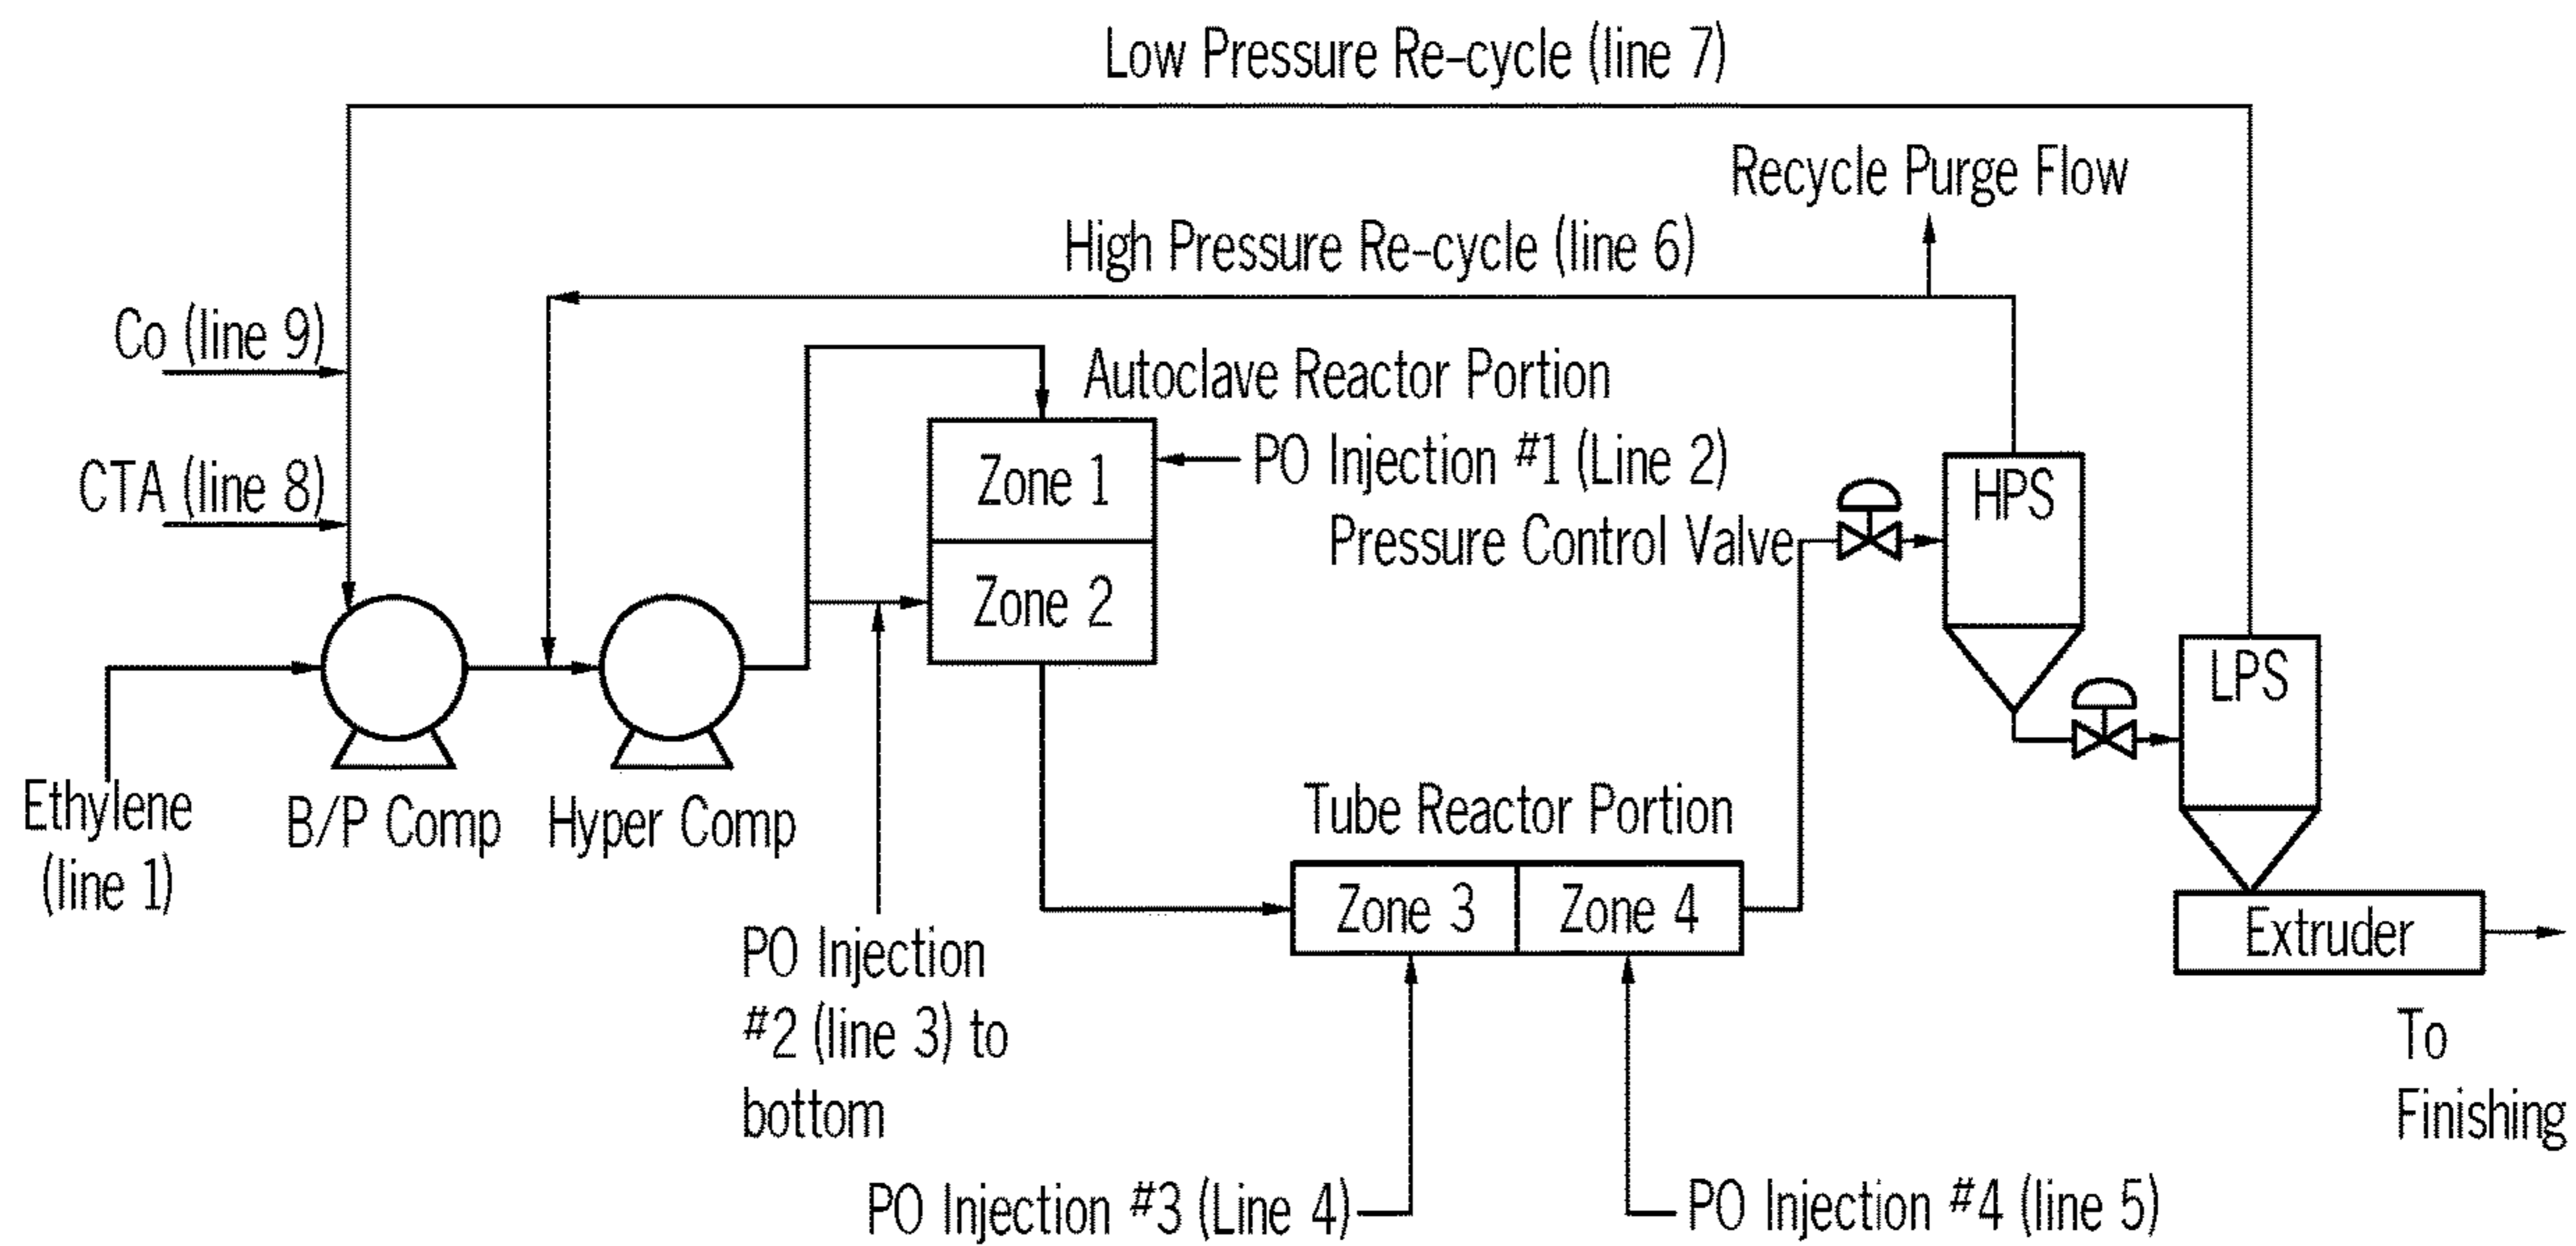 Low Pressure Re-cycle (line 7)
Recycle Purge Flow
High Pressure Re-cycle (line 6)
Co (line 9)
Autoclave Reactor Portion
CTA (line 8)
Zone 1
PO Injection #1 (Line 2)
HPS
Pressure Control Valve
Zone 2
LPS
Ethylene
(line 1)
B/P Comp
Hyper Comp
Tube Reactor Portion
Zone 3
Zone 4
Extruder
PO Injection
#2 (line 3) to
bottom
To
Finishing
PO Injection #3 (Line 4)
PO Injection #4 (line 5)